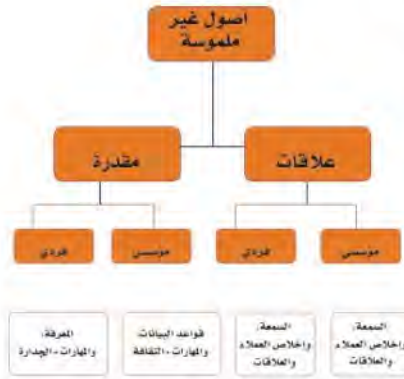 اصول غير
ملموسة
علاقات
مقدرة
مؤسسي
فردي
مؤسسي
فردي
السمعة،
واخلاص العملاء
والعلاقات
السمعة،
واخلاص العملاء
والعلاقات
قواعد البيانات
والمهارات - الثقافة
المعرفة،
والمهارات - الجدارة